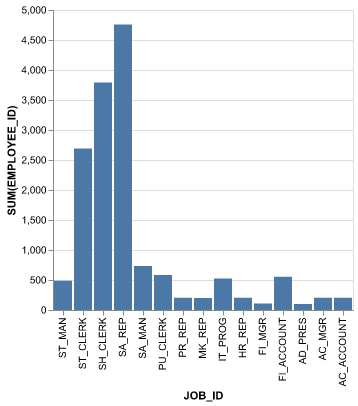 SUM(EMPLOYEE_ID)
5,000
4,500
4,000
3,500
3,000
2,500
2,000
1,500
1,000
500
0
ST_MAN
ST_CLERK
SH_CLERK
SA_REP
SA_MAN
PU_CLERK
PR_REP
MK_REP
IT_PROG
HR_REP
FI_MGR
FI_ACCOUNT
AD_PRES
AC_MGR
AC_ACCOUNT
JOB_ID